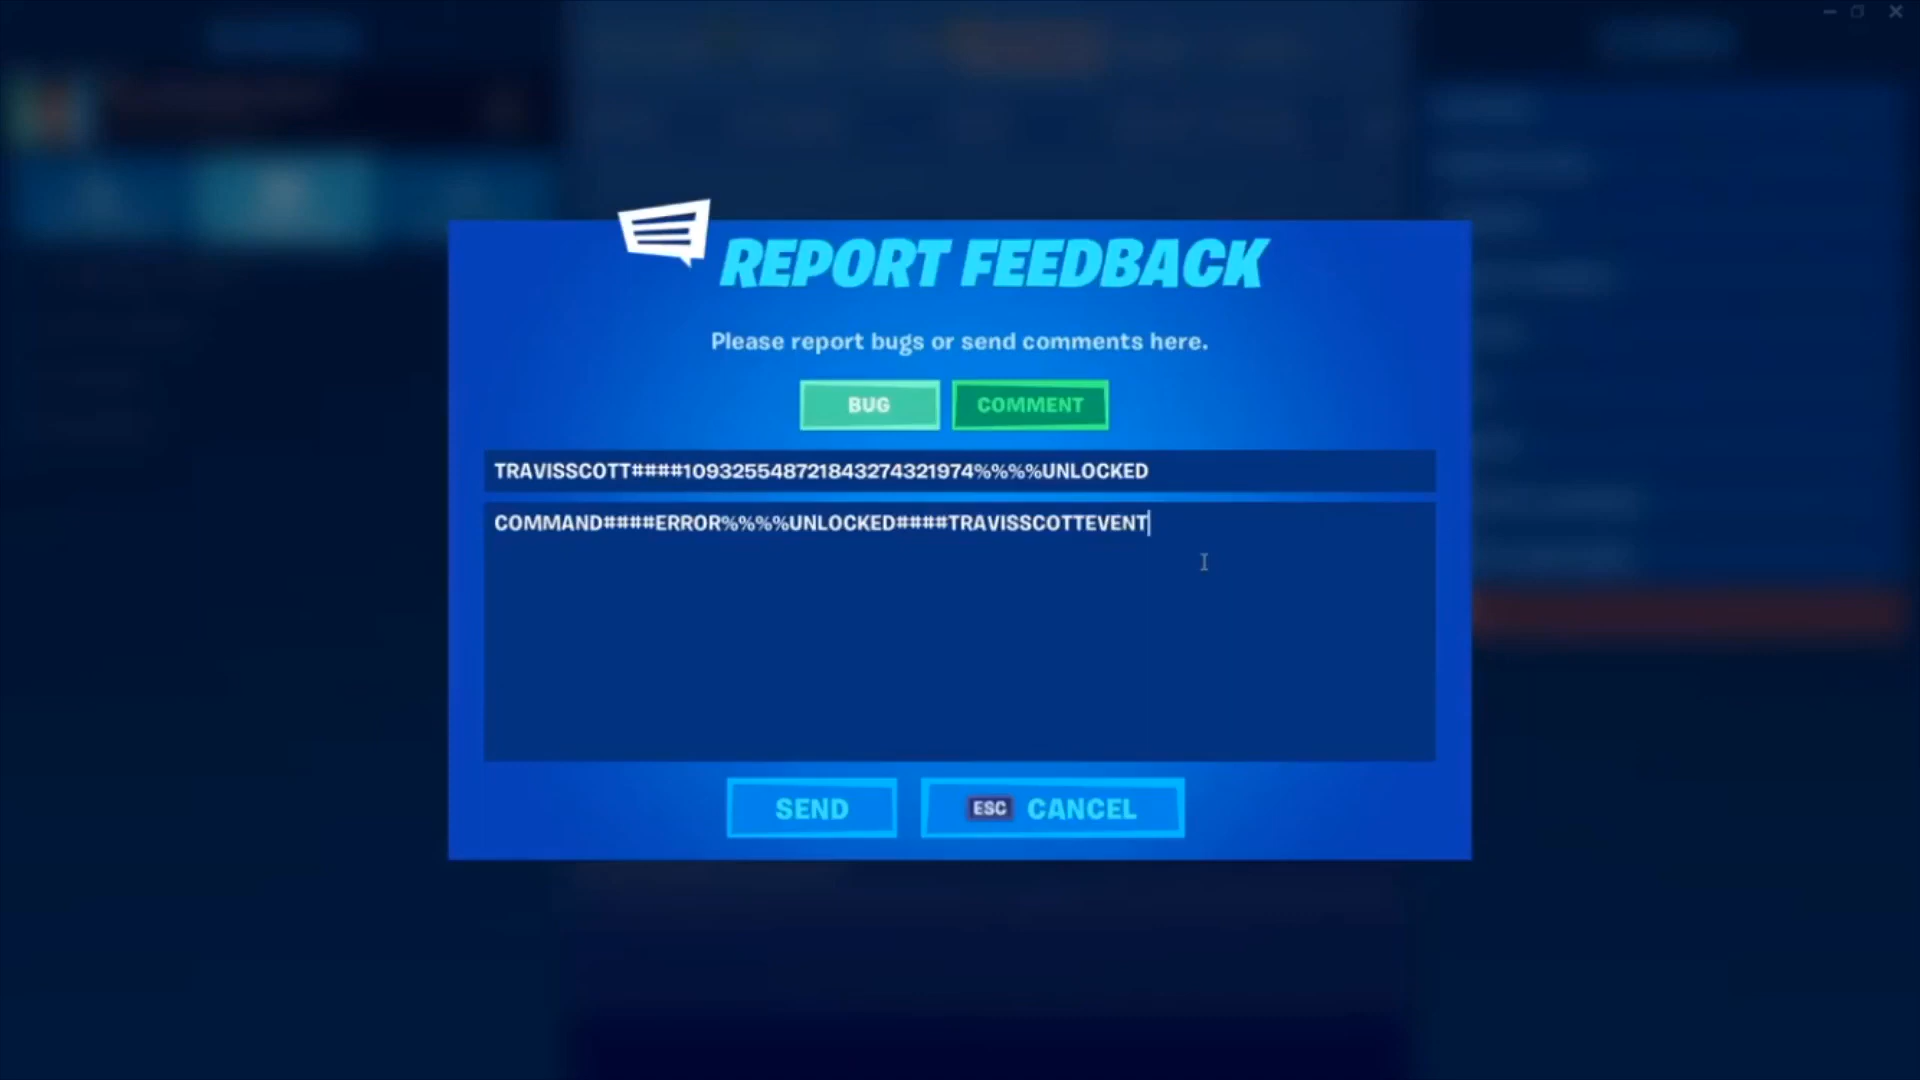 REPORT FEEDBACK
Please report bugs or send comments here.
BUG
COMMENT
TRAVISSCOTT####109325548721843274321974%%%%UNLOCKED
COMMAND####ERROR%%%%UNLOCKED####TRAVISSCOTTEVENT
SEND
ESC CANCEL